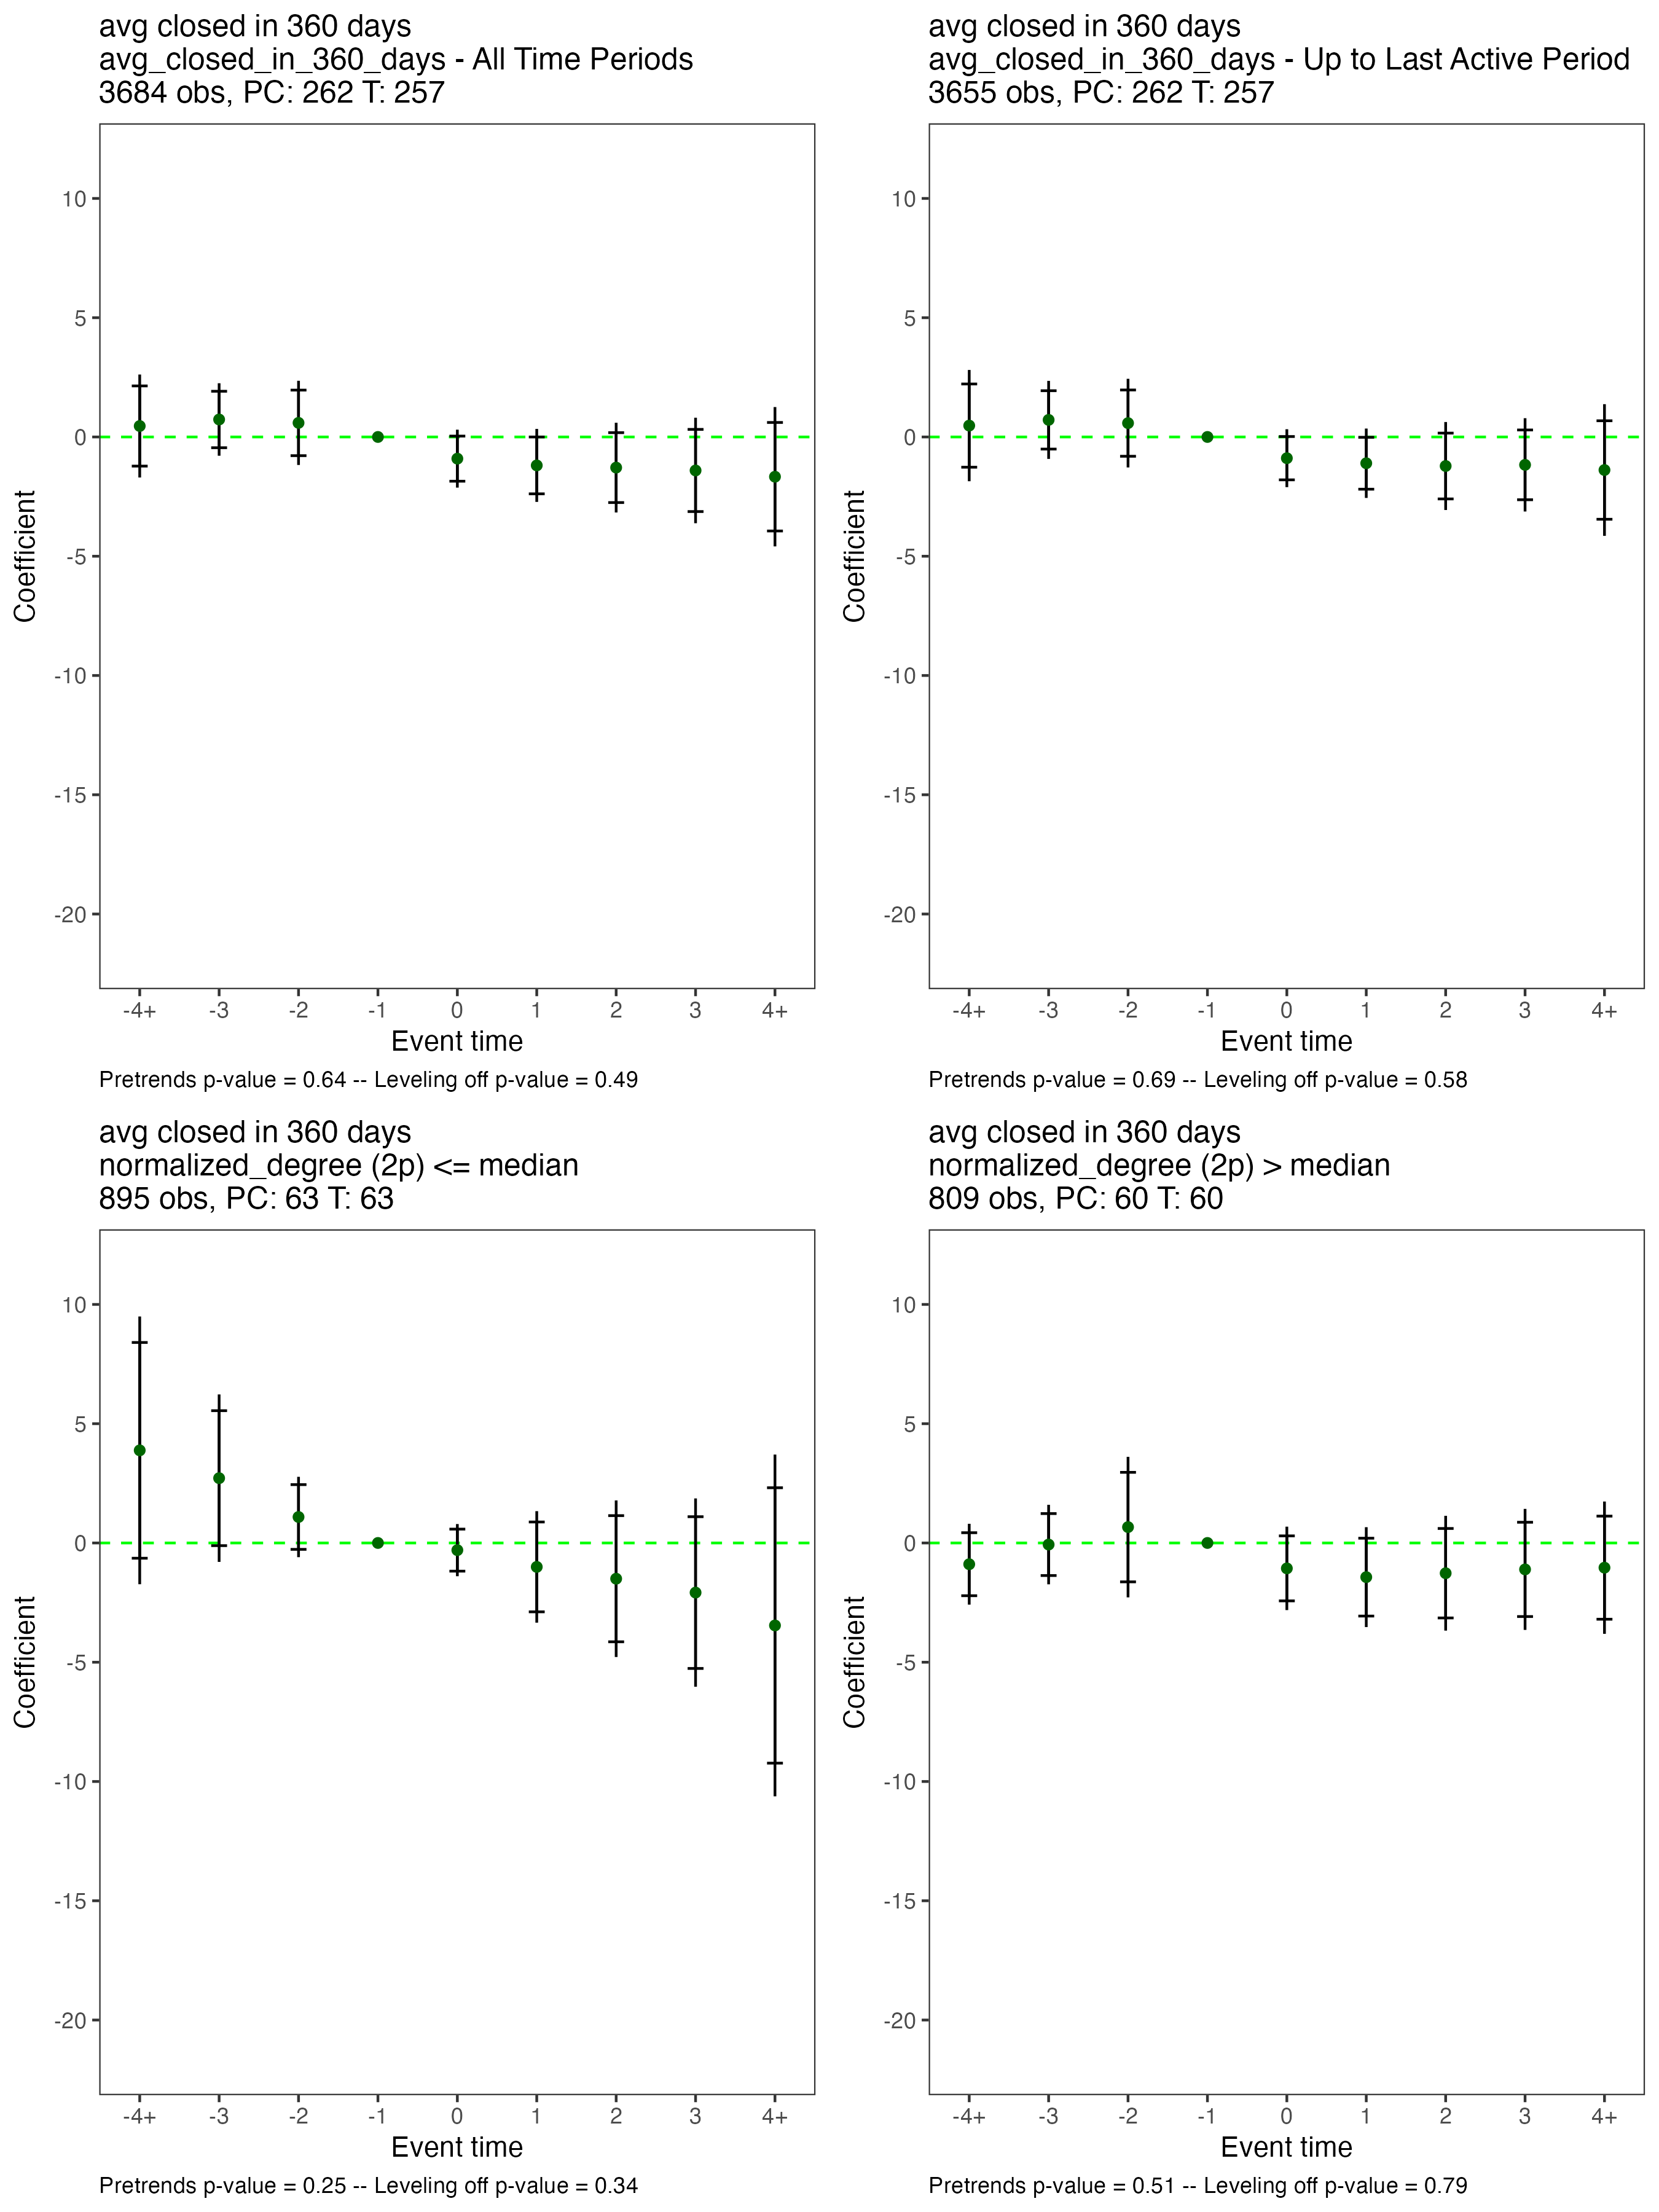 avg closed in 360 days
avg_closed_in_360_days - All Time Periods
3684 obs, PC: 262 T: 257
10
5
0
-5
-10
-15
-20
Coefficient
-4+ -3 -2 -1 0 1 2 3 4+
Event time
Pretrends p-value = 0.64 -- Leveling off p-value = 0.49
avg closed in 360 days
avg_closed_in_360_days - Up to Last Active Period
3655 obs, PC: 262 T: 257
10
5
0
-5
-10
-15
-20
Coefficient
-4+ -3 -2 -1 0 1 2 3 4+
Event time
Pretrends p-value = 0.69 -- Leveling off p-value = 0.58
avg closed in 360 days
normalized_degree (2p) <= median
895 obs, PC: 63 T: 63
10
5
0
-5
-10
-15
-20
Coefficient
-4+ -3 -2 -1 0 1 2 3 4+
Event time
Pretrends p-value = 0.25 -- Leveling off p-value = 0.34
avg closed in 360 days
normalized_degree (2p) > median
809 obs, PC: 60 T: 60
10
5
0
-5
-10
-15
-20
Coefficient
-4+ -3 -2 -1 0 1 2 3 4+
Event time
Pretrends p-value = 0.51 -- Leveling off p-value = 0.79